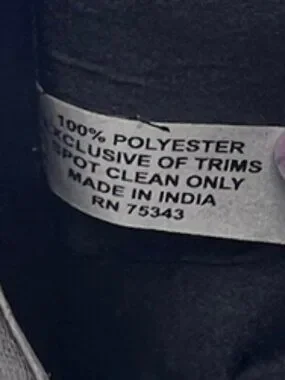 100% POLYESTER
EXCLUSIVE OF TRIMS
SPOT CLEAN ONLY
MADE IN INDIA
RN 75343